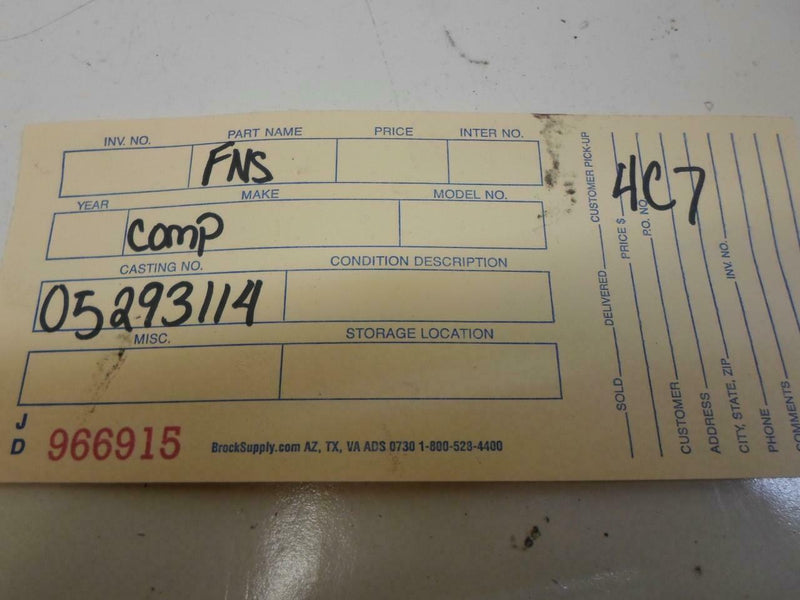 INV. NO. PART NAME PRICE INTER NO.
FNS
YEAR MAKE MODEL NO.
comp
CASTING NO. CONDITION DESCRIPTION
05293114
MISC. STORAGE LOCATION
J
D 966915 BrockSupply.com AZ, TX, VA ADS 0730 1-800-528-4400
4C7
SOLD DELIVERED CUSTOMER PICK-UP
PRICE $
P.O. NO.
CUSTOMER
ADDRESS
CITY, STATE, ZIP INV. NO.
PHONE
COMMENTS